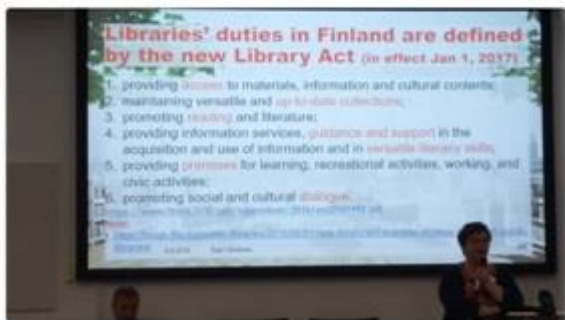 Libraries' duties in Finland are defined
by the new Library Act (in effect Jan 1, 2017)
1. providing access to materials, information and cultural contents;
2. maintaining versatile and up-to-date collections;
3. promoting reading and literature;
4. providing information services, guidance and support in the
acquisition and use of information and in versatile literacy skills;
5. providing premises for learning, recreational activities, working, and
civic activities;
6. promoting social and cultural dialogue.